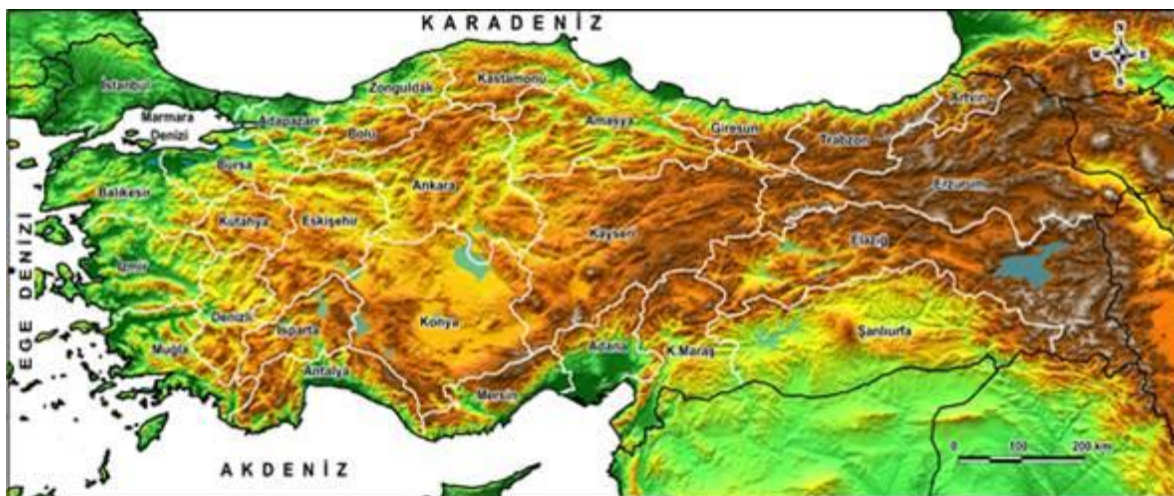 KARADENİZ
N
W E
S
İstanbul
Zonguldak
Kastamonu
Artvin
Marmara
Denizi
Adapazarı
Bolu
Amasya
Giresun
Trabzon
Bursa
Balıkesir
Ankara
Erzurum
Kütahya
Eskişehir
Kayseri
Elazığ
EGE DENİZİ
İzmir
Denizli
Isparta
Konya
Şanlıurfa
Muğla
Antalya
Adana
K.Maraş
Mersin
AKDENİZ
0 100 200 km